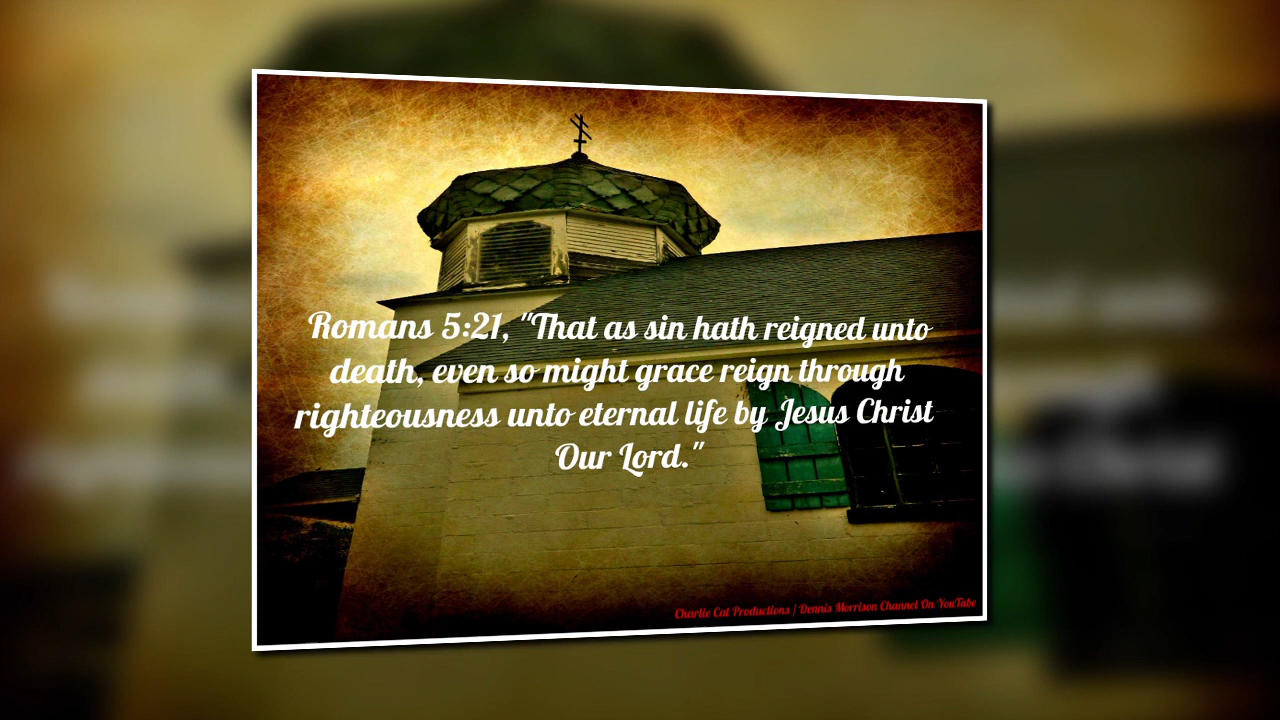 Romans 5:21, "That as sin hath reigned unto
death, even so might grace reign through
righteousness unto eternal life by Jesus Christ
Our Lord."
Charlie Cat Productions / Dennis Morrison Channel On YouTube